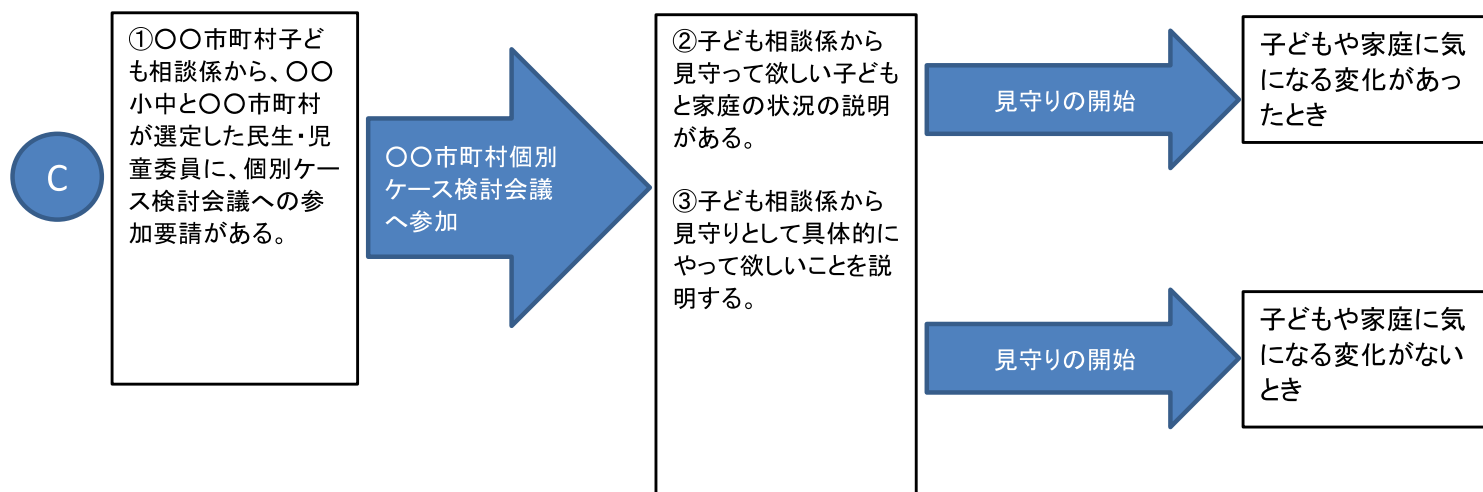 C
①〇〇市町村子ど
も相談係から、〇〇
小中と〇〇市町村
が選定した民生・児
童委員に、個別ケー
ス検討会議への参
加要請がある。
〇〇市町村個別
ケース検討会議
へ参加
②子ども相談係から
見守って欲しい子ども
と家庭の状況の説明
がある。
③子ども相談係から
見守りとして具体的に
やって欲しいことを説
明する。
見守りの開始
子どもや家庭に気
になる変化があっ
たとき
見守りの開始
子どもや家庭に気
になる変化がない
とき